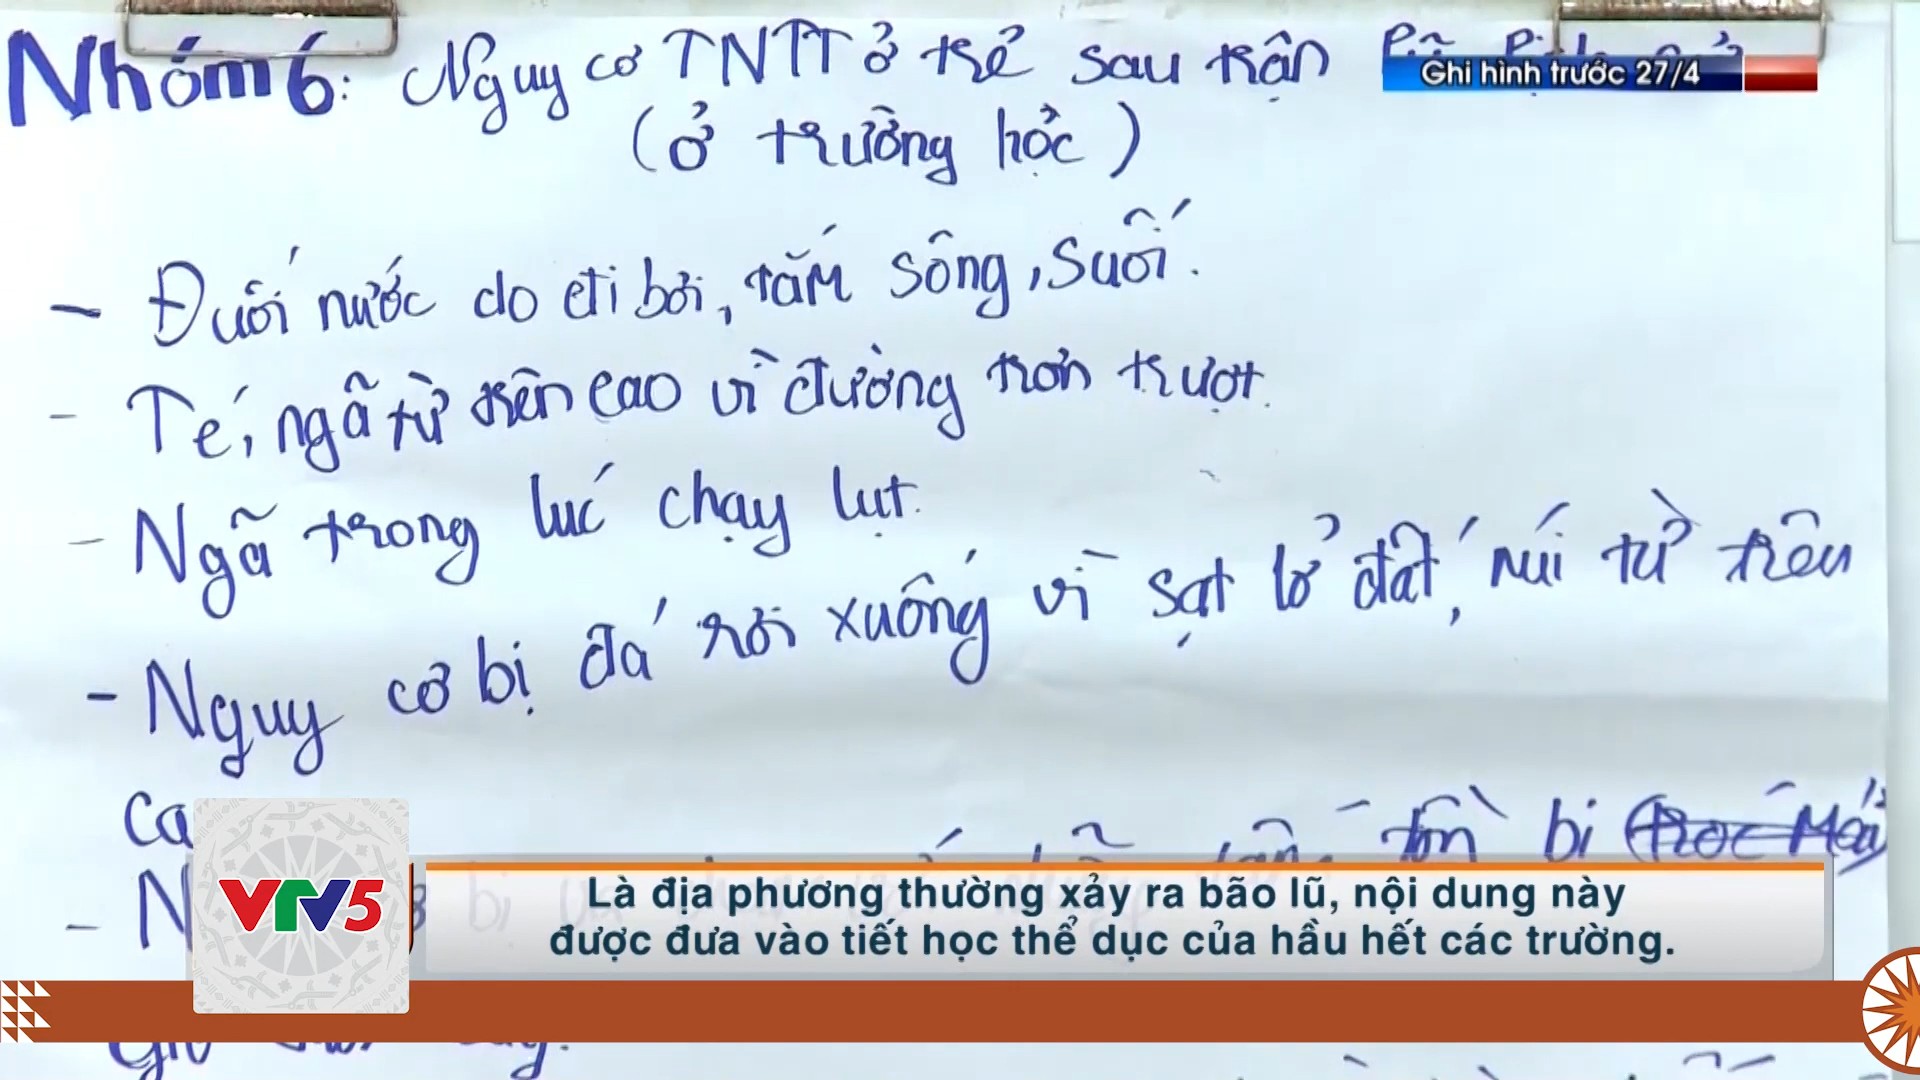 Nhóm 6: Nguy cơ TNTT ở trẻ sau trận
Ghi hình trước 27/4
(ở trường học)
- Đuối nước do đi bơi, tắm sông, suối.
- Té, ngã từ trên cao vì đường trơn trượt.
- Ngã trong lúc chạy lụt.
- Nguy cơ bị đá rơi xuống vì sạt lở đất, núi từ trên
bị
VTV5
Là địa phương thường xảy ra bão lũ, nội dung này
được đưa vào tiết học thể dục của hầu hết các trường.